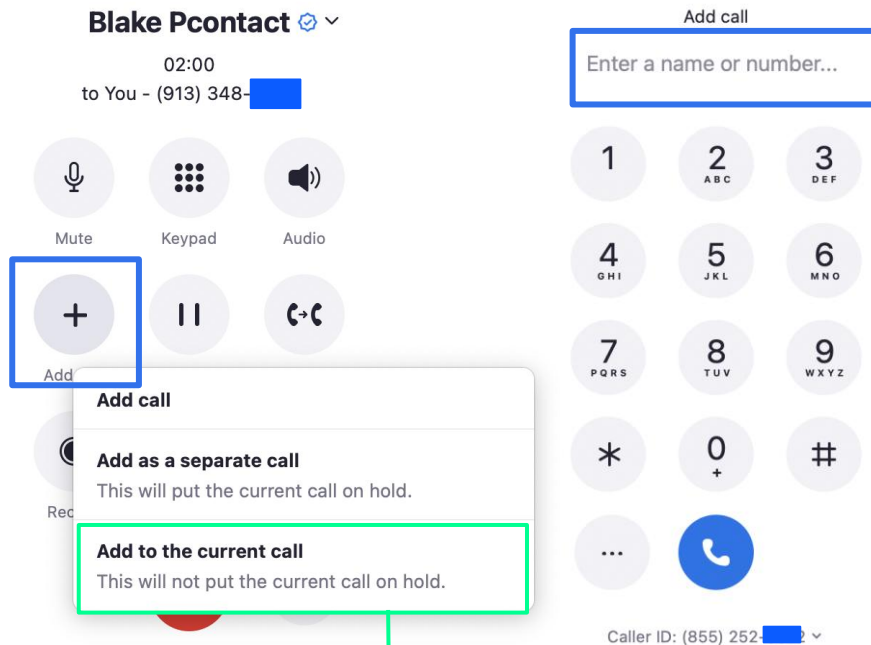 Blake Pcontact
02:00
to You - (913) 348-
Mute
Keypad
Audio
Add
Add call
Add as a separate call
This will put the current call on hold.
Add to the current call
This will not put the current call on hold.
Rec
Add call
Enter a name or number...
1
2
ABC
3
DEF
4
GHI
5
JKL
6
MNO
7
PQRS
8
TUV
9
WXYZ
*
0
+
#
...
Caller ID: (855) 252-